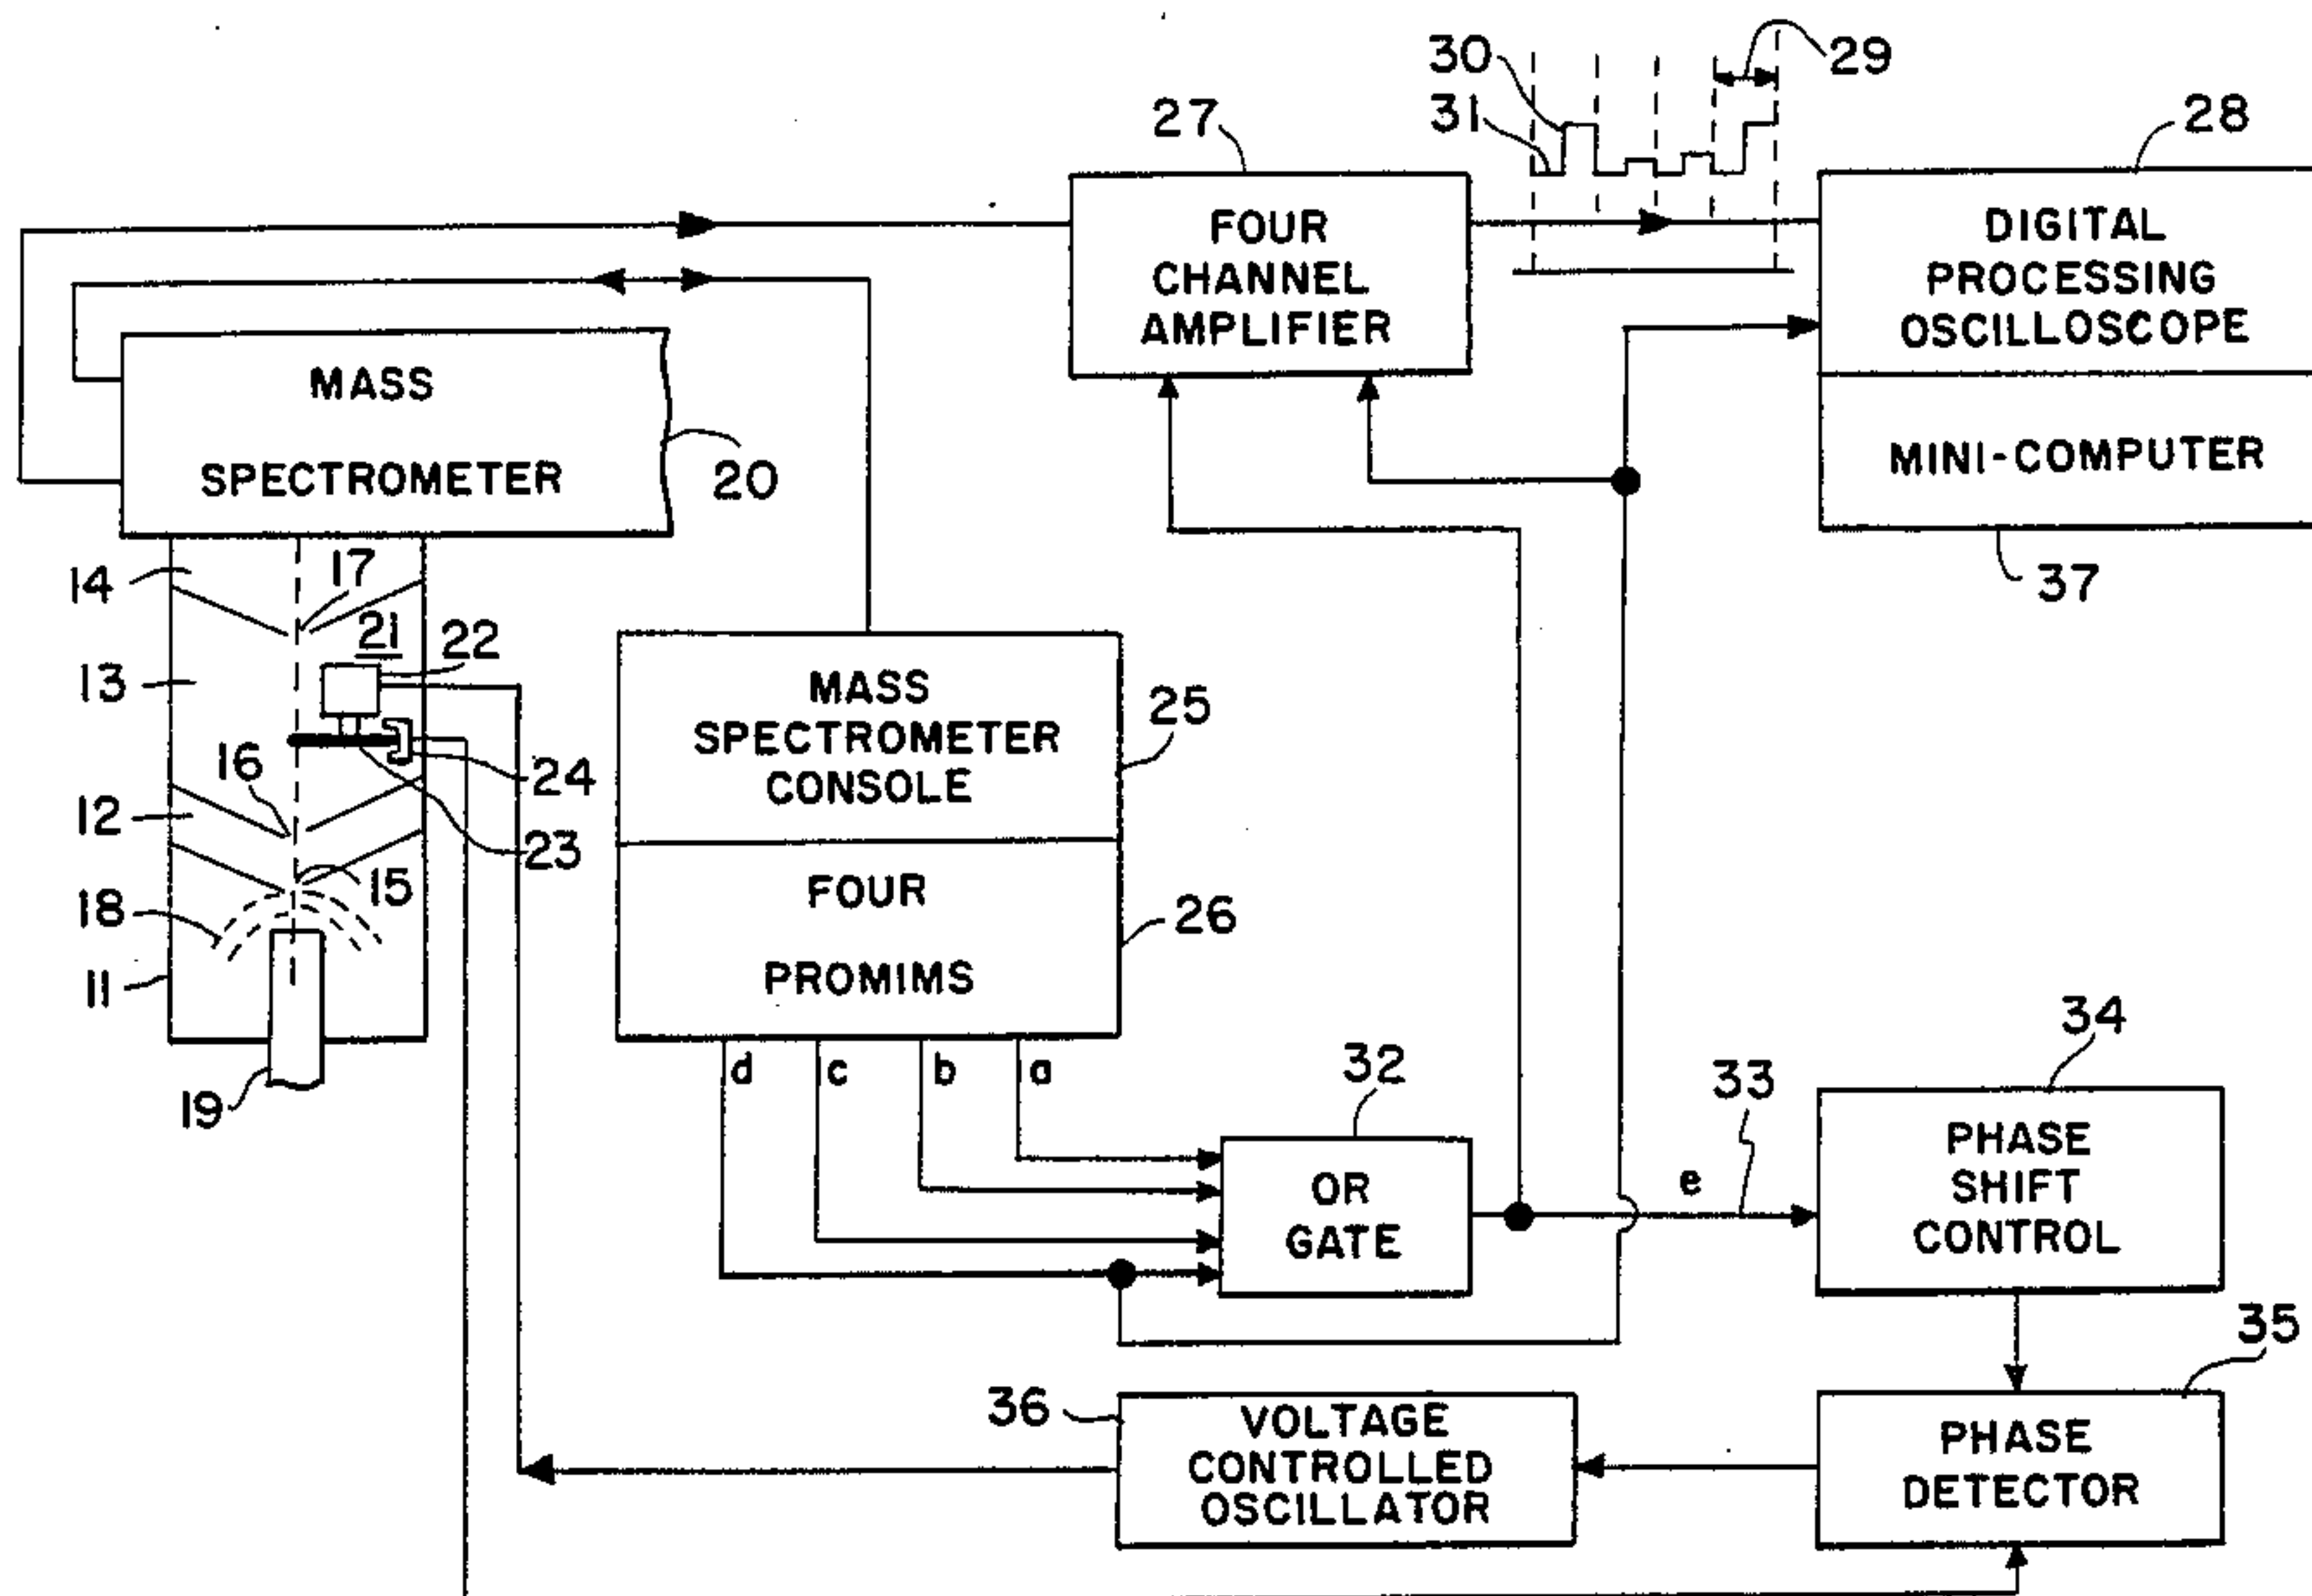 30
29
31
27
28
FOUR
CHANNEL
AMPLIFIER
DIGITAL
PROCESSING
OSCILLOSCOPE
MINI-COMPUTER
37
MASS
SPECTROMETER
20
14
17
21
22
13
16
24
12
23
15
18
11
19
MASS
SPECTROMETER
CONSOLE
25
FOUR
PROMIMS
26
d
c
b
a
32
OR
GATE
e
33
34
PHASE
SHIFT
CONTROL
35
PHASE
DETECTOR
36
VOLTAGE
CONTROLLED
OSCILLATOR